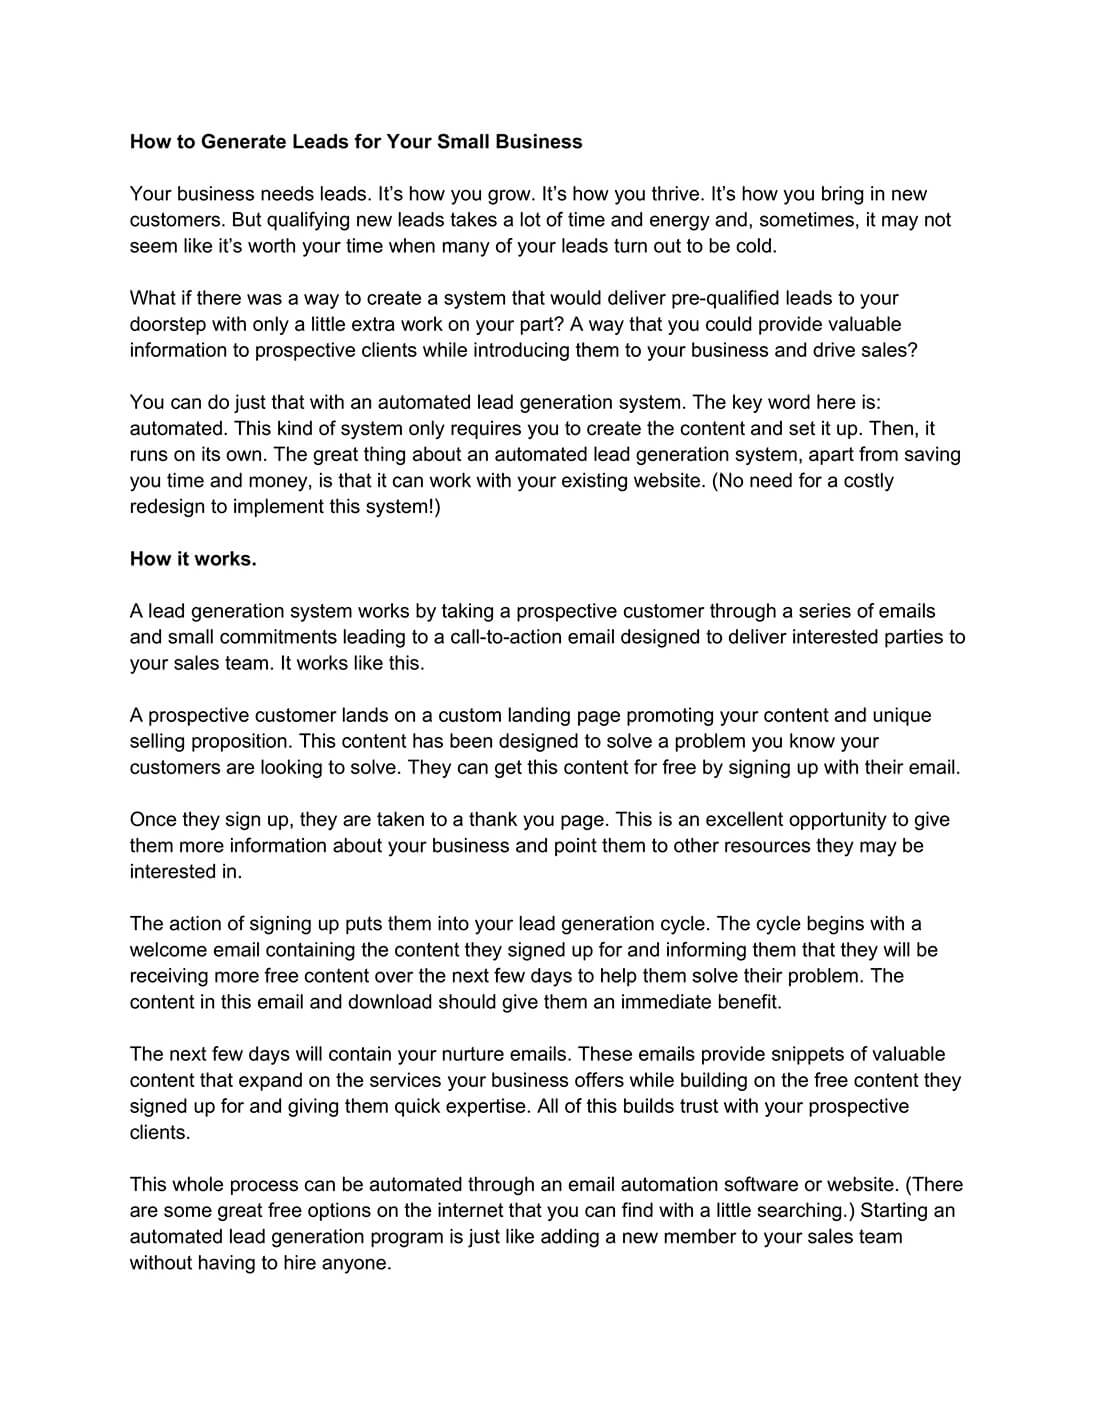 How to Generate Leads for Your Small Business
Your business needs leads. It’s how you grow. It’s how you thrive. It’s how you bring in new
customers. But qualifying new leads takes a lot of time and energy and, sometimes, it may not
seem like it’s worth your time when many of your leads turn out to be cold.
What if there was a way to create a system that would deliver pre-qualified leads to your
doorstep with only a little extra work on your part? A way that you could provide valuable
information to prospective clients while introducing them to your business and drive sales?
You can do just that with an automated lead generation system. The key word here is:
automated. This kind of system only requires you to create the content and set it up. Then, it
runs on its own. The great thing about an automated lead generation system, apart from saving
you time and money, is that it can work with your existing website. (No need for a costly
redesign to implement this system!)
How it works.
A lead generation system works by taking a prospective customer through a series of emails
and small commitments leading to a call-to-action email designed to deliver interested parties to
your sales team. It works like this.
A prospective customer lands on a custom landing page promoting your content and unique
selling proposition. This content has been designed to solve a problem you know your
customers are looking to solve. They can get this content for free by signing up with their email.
Once they sign up, they are taken to a thank you page. This is an excellent opportunity to give
them more information about your business and point them to other resources they may be
interested in.
The action of signing up puts them into your lead generation cycle. The cycle begins with a
welcome email containing the content they signed up for and informing them that they will be
receiving more free content over the next few days to help them solve their problem. The
content in this email and download should give them an immediate benefit.
The next few days will contain your nurture emails. These emails provide snippets of valuable
content that expand on the services your business offers while building on the free content they
signed up for and giving them quick expertise. All of this builds trust with your prospective
clients.
This whole process can be automated through an email automation software or website. (There
are some great free options on the internet that you can find with a little searching.) Starting an
automated lead generation program is just like adding a new member to your sales team
without having to hire anyone.